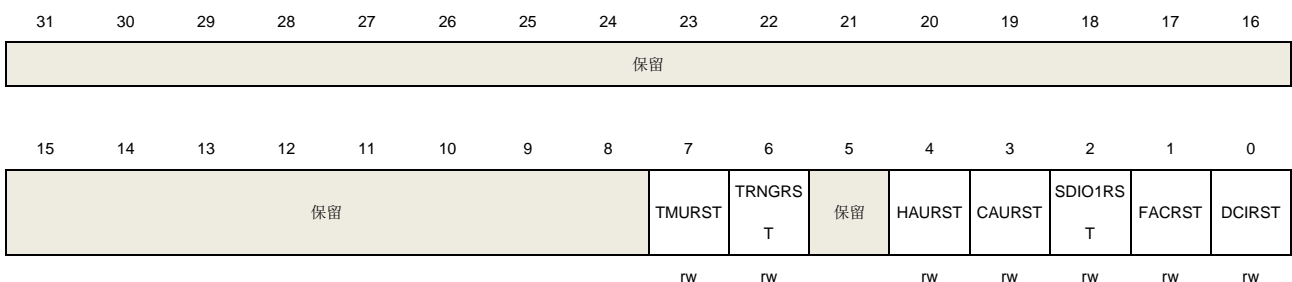 31 30 29 28 27 26 25 24 23 22 21 20 19 18 17 16
保留
15 14 13 12 11 10 9 8 7 6 5 4 3 2 1 0
保留 TMURST TRNGRS
T 保留 HAURST CAURST SDIO1RS
T FACRST DCIRST
rw rw rw rw rw rw rw